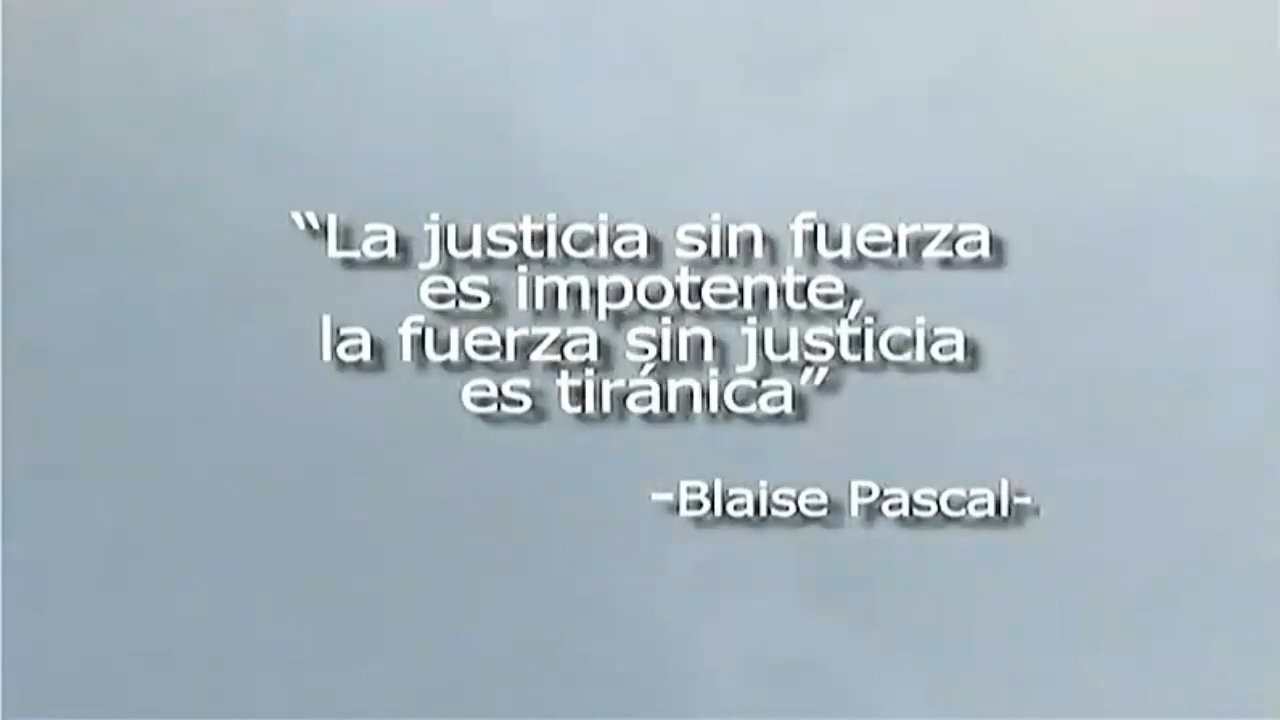 “La justicia sin fuerza
es impotente,
la fuerza sin justicia
es tiránica”
-Blaise Pascal-